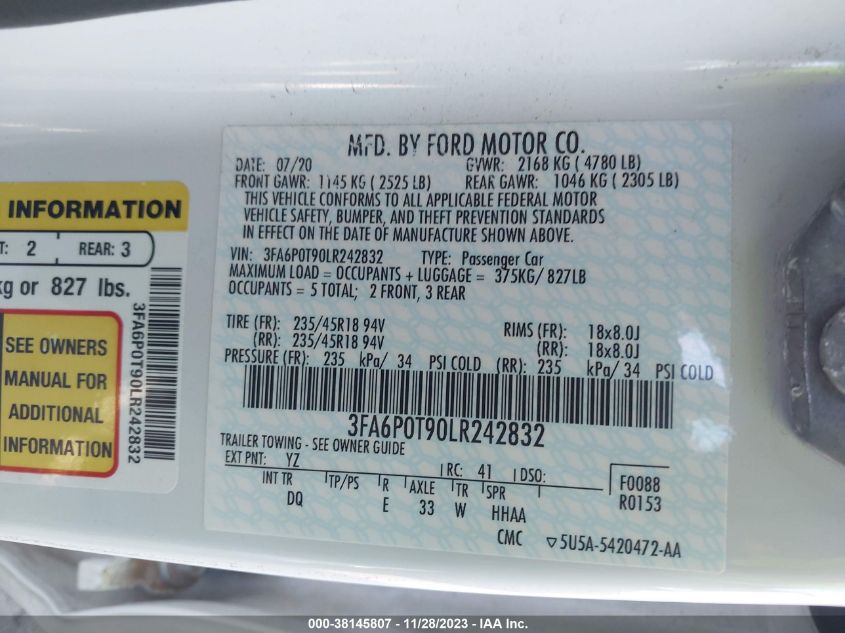 MFD. BY FORD MOTOR CO.
DATE: 07/20 GVWR: 2168 KG ( 4780 LB)
FRONT GAWR: 1145 KG ( 2525 LB) REAR GAWR: 1046 KG ( 2305 LB)
THIS VEHICLE CONFORMS TO ALL APPLICABLE FEDERAL MOTOR
VEHICLE SAFETY, BUMPER, AND THEFT PREVENTION STANDARDS
IN EFFECT ON THE DATE OF MANUFACTURE SHOWN ABOVE.
VIN: 3FA6P0T90LR242832 TYPE: Passenger Car
MAXIMUM LOAD = OCCUPANTS + LUGGAGE = 375KG/ 827LB
OCCUPANTS = 5 TOTAL; 2 FRONT, 3 REAR
TIRE (FR): 235/45R18 94V RIMS (FR): 18x8.0J
(RR): 235/45R18 94V (RR): 18x8.0J
PRESSURE (FR): 235 kPa/ 34 PSI COLD (RR): 235 kPa/ 34 PSI COLD
3FA6P0T90LR242832
TRAILER TOWING - SEE OWNER GUIDE
EXT PNT: YZ RC: 41 DSO:
F0088
R0153
INT TR TP/PS R AXLE TR SPR
DQ E 33 W HHAA
CMC ▽5U5A-5420472-AA
INFORMATION
2 REAR: 3
kg or 827 lbs.
SEE OWNERS
MANUAL FOR
ADDITIONAL
INFORMATION
3FA6P0T90LR242832
000-38145807 - 11/28/2023 - IAA Inc.